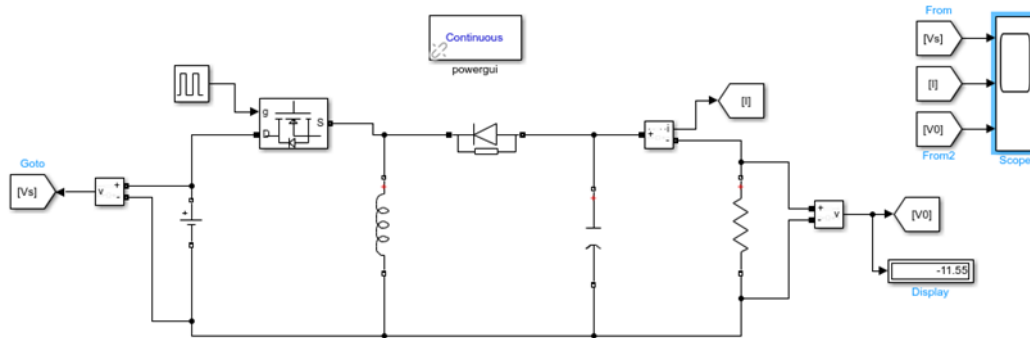 From
[Vs]
Continuous
powergui
[I]
[I]
g
S
D
+
-
[V0]
From2
Scope
Goto
[Vs]
v
+
-
+
+
-
v
[V0]
-11.55
Display